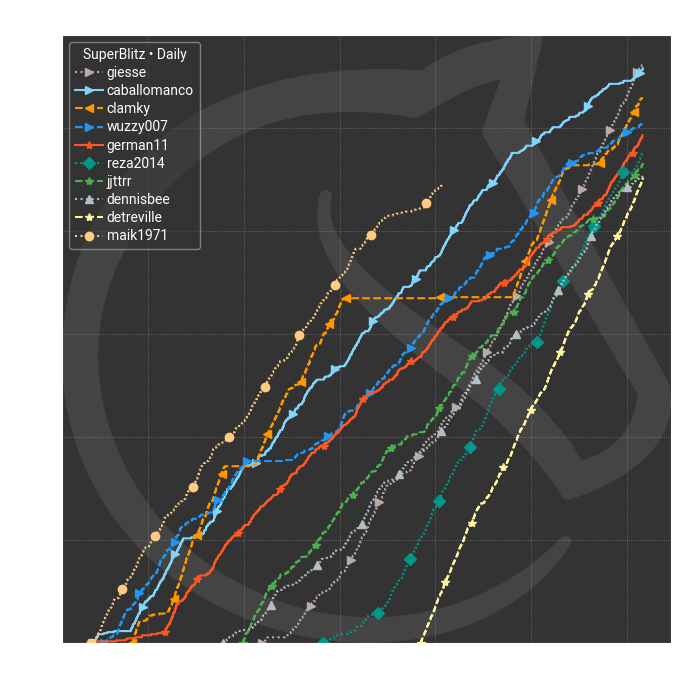 SuperBlitz • Daily
giesse
caballomanco
clamky
wuzzy007
german11
reza2014
jjttrr
dennisbee
detreville
maik1971